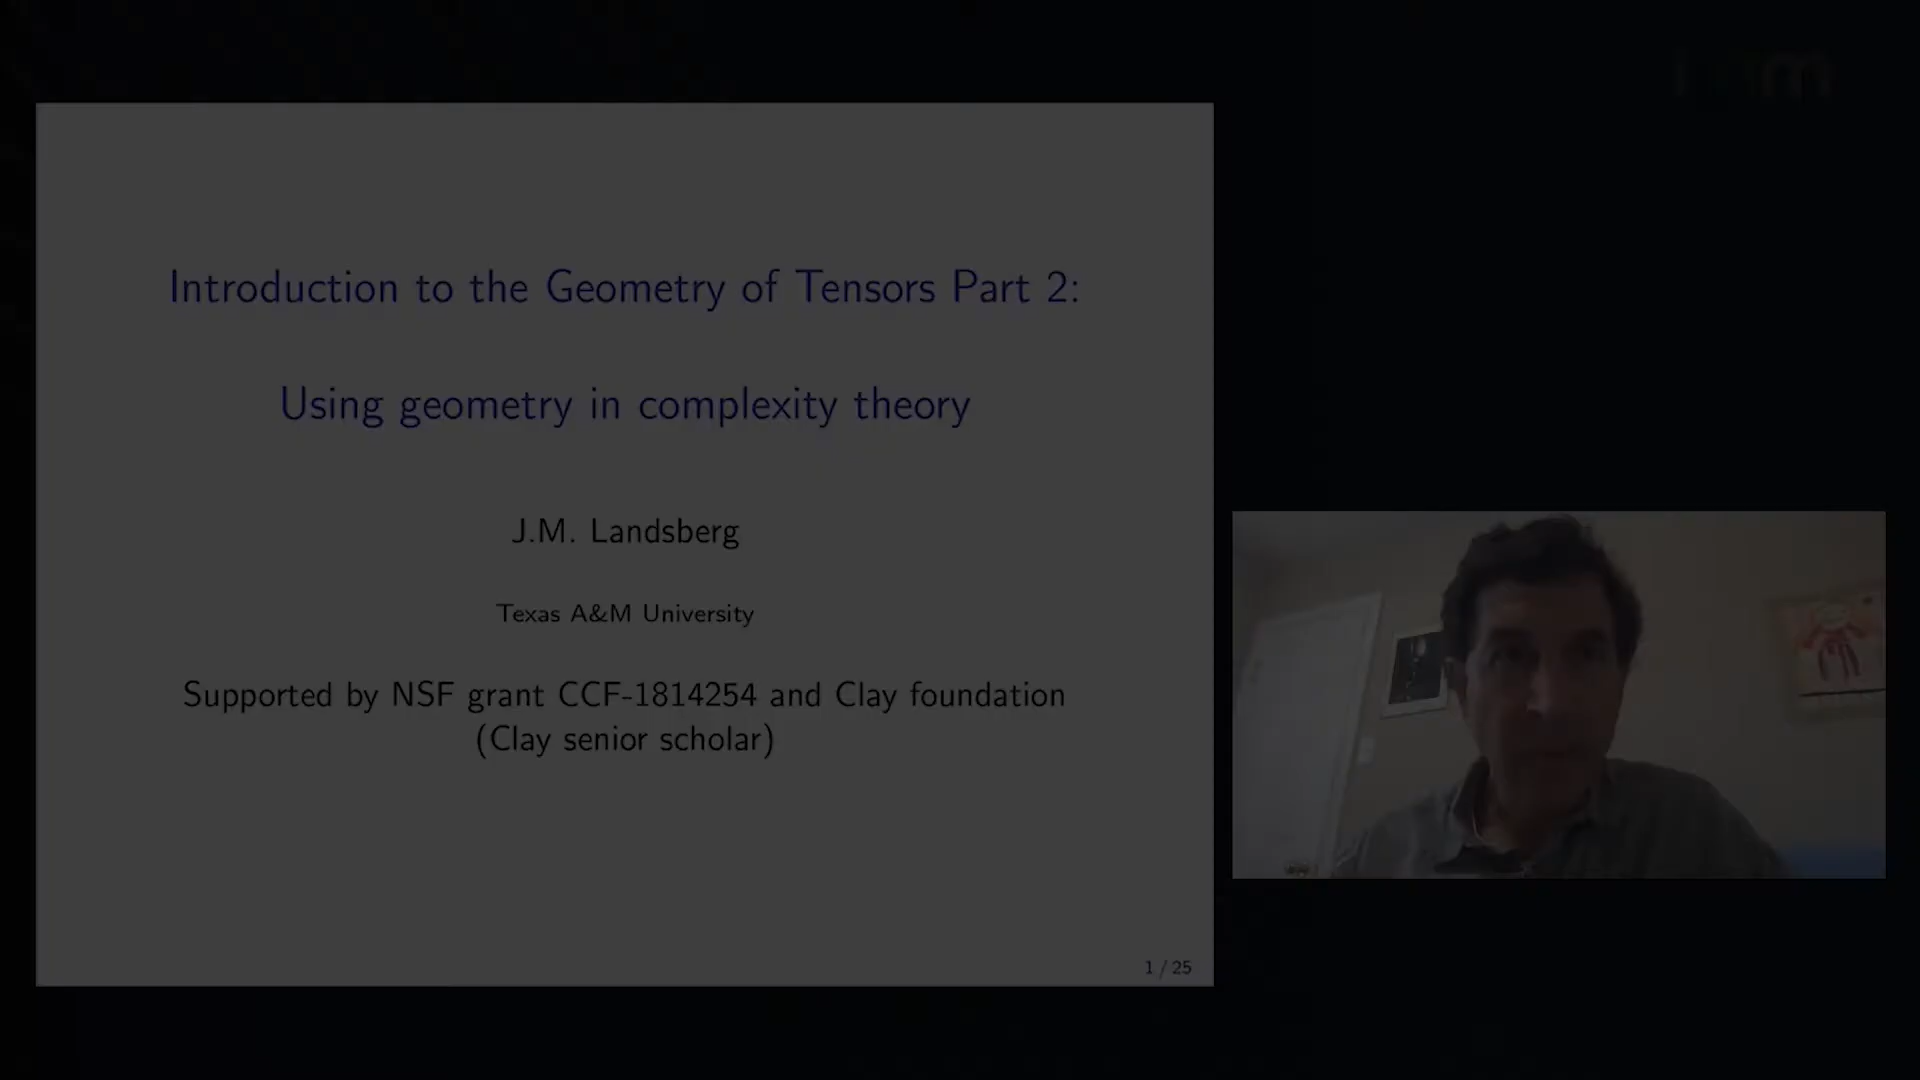 Introduction to the Geometry of Tensors Part 2:
Using geometry in complexity theory
J.M. Landsberg
Texas A&M University
Supported by NSF grant CCF-1814254 and Clay foundation
(Clay senior scholar)
1 / 25